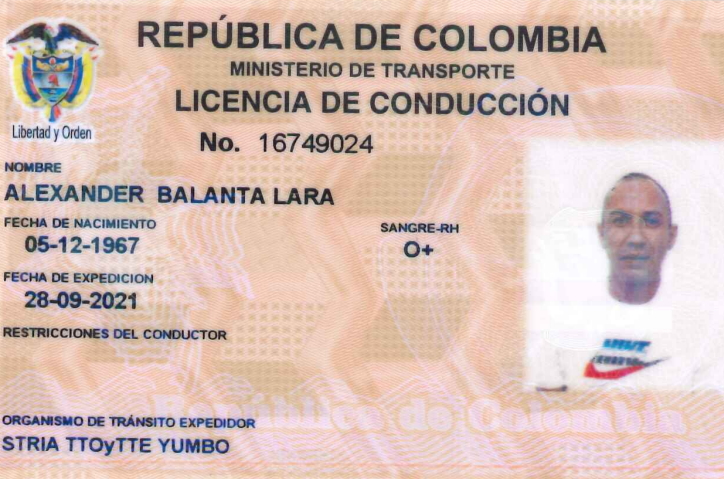 REPÚBLICA DE COLOMBIA
MINISTERIO DE TRANSPORTE
LICENCIA DE CONDUCCIÓN
Libertad y Orden
No. 16749024
NOMBRE
ALEXANDER BALANTA LARA
FECHA DE NACIMIENTO
05-12-1967
SANGRE-RH
O+
FECHA DE EXPEDICION
28-09-2021
RESTRICCIONES DEL CONDUCTOR
República de Colombia
ORGANISMO DE TRÁNSITO EXPEDIDOR
STRIA TTOyTTE YUMBO